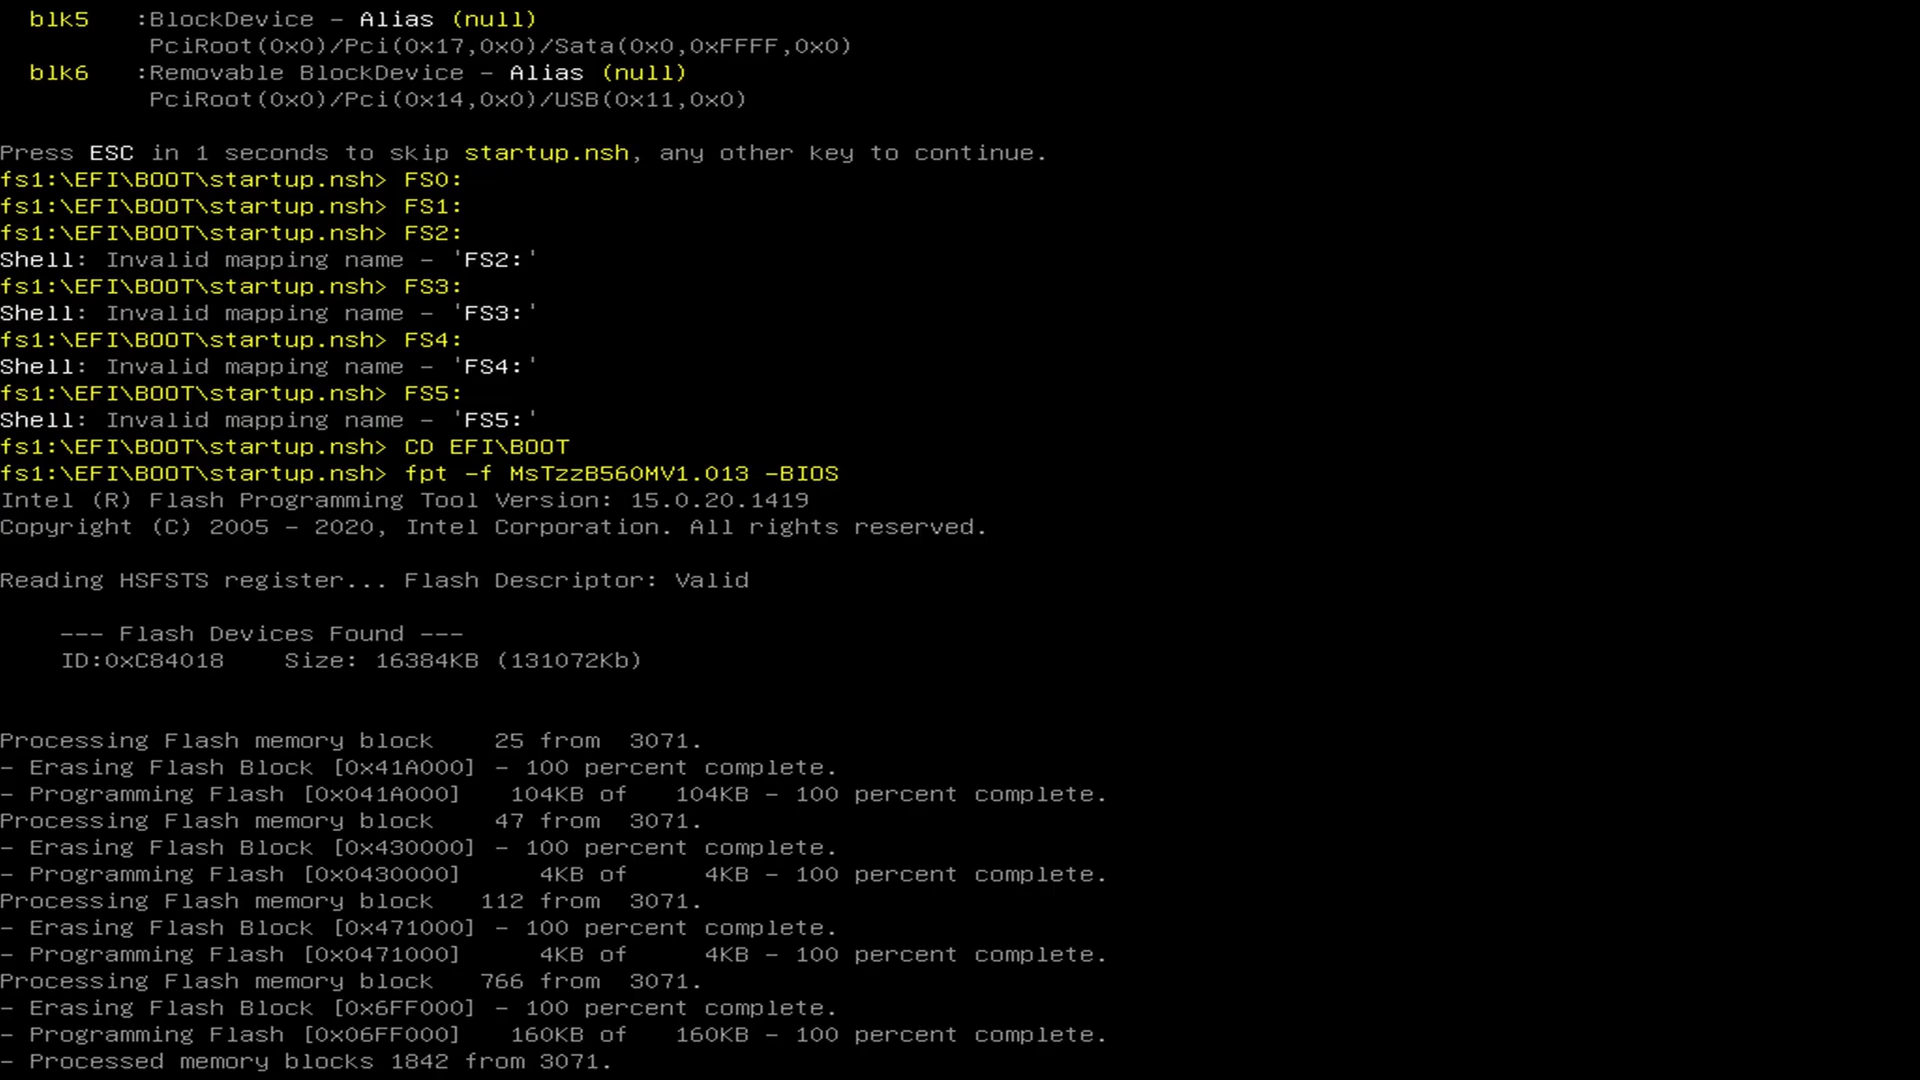 blk5 :BlockDevice - Alias (null)
PciRoot(0x0)/Pci(0x17,0x0)/Sata(0x0,0xFFFF,0x0)
blk6 :Removable BlockDevice - Alias (null)
PciRoot(0x0)/Pci(0x14,0x0)/USB(0x11,0x0)
Press ESC in 1 seconds to skip startup.nsh, any other key to continue.
fs1:\EFI\BOOT\startup.nsh> FS0:
fs1:\EFI\BOOT\startup.nsh> FS1:
fs1:\EFI\BOOT\startup.nsh> FS2:
Shell: Invalid mapping name - 'FS2:'
fs1:\EFI\BOOT\startup.nsh> FS3:
Shell: Invalid mapping name - 'FS3:'
fs1:\EFI\BOOT\startup.nsh> FS4:
Shell: Invalid mapping name - 'FS4:'
fs1:\EFI\BOOT\startup.nsh> FS5:
Shell: Invalid mapping name - 'FS5:'
fs1:\EFI\BOOT\startup.nsh> CD EFI\BOOT
fs1:\EFI\BOOT\startup.nsh> fpt -f MsTzzB560MV1.013 -BIOS
Intel (R) Flash Programming Tool Version: 15.0.20.1419
Copyright (C) 2005 - 2020, Intel Corporation. All rights reserved.
Reading HSFSTS register... Flash Descriptor: Valid
--- Flash Devices Found ---
ID:0xC84018 Size: 16384KB (131072Kb)
Processing Flash memory block 25 from 3071.
- Erasing Flash Block [0x41A000] - 100 percent complete.
- Programming Flash [0x041A000] 104KB of 104KB - 100 percent complete.
Processing Flash memory block 47 from 3071.
- Erasing Flash Block [0x430000] - 100 percent complete.
- Programming Flash [0x0430000] 4KB of 4KB - 100 percent complete.
Processing Flash memory block 112 from 3071.
- Erasing Flash Block [0x471000] - 100 percent complete.
- Programming Flash [0x0471000] 4KB of 4KB - 100 percent complete.
Processing Flash memory block 766 from 3071.
- Erasing Flash Block [0x6FF000] - 100 percent complete.
- Programming Flash [0x06FF000] 160KB of 160KB - 100 percent complete.
- Processed memory blocks 1842 from 3071.